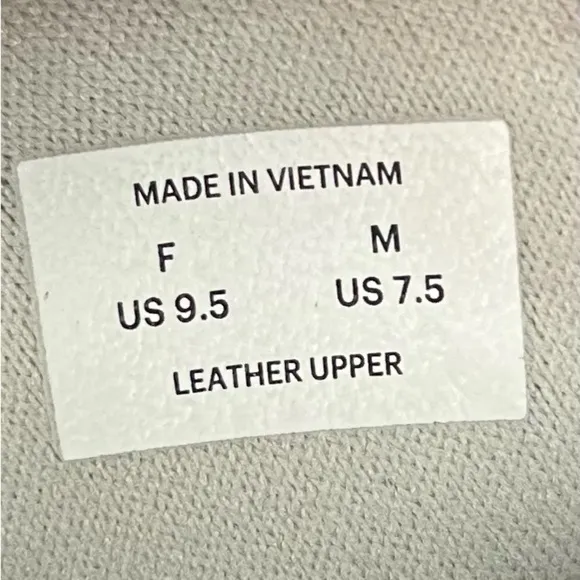 MADE IN VIETNAM
F M
US 9.5 US 7.5
LEATHER UPPER